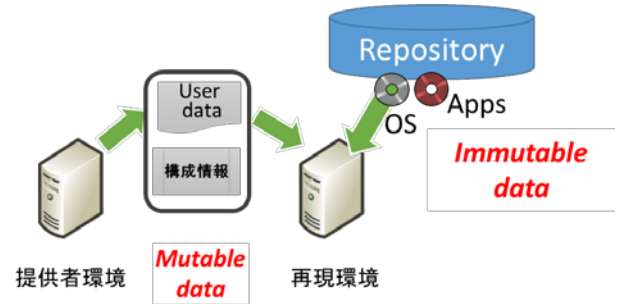 Repository
OS
Apps
User
data
構成情報
Immutable
data
提供者環境
Mutable
data
再現環境